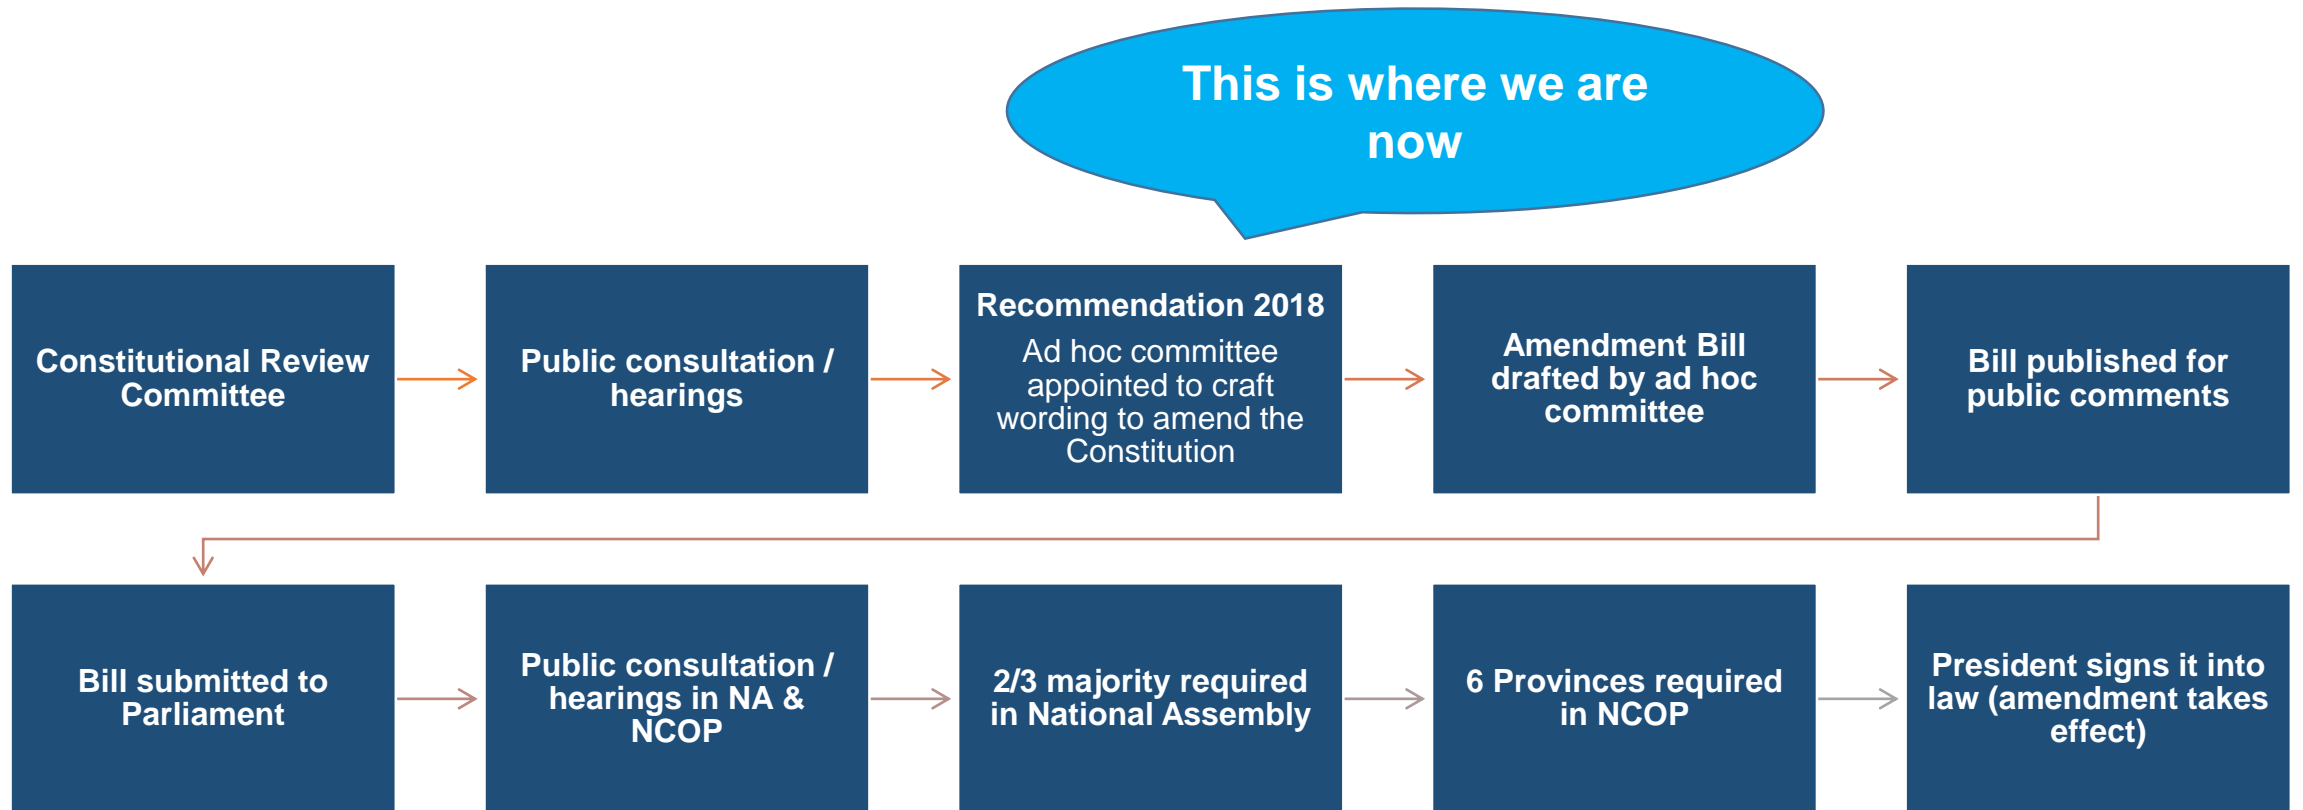 This is where we are
now
Constitutional Review
Committee
Public consultation /
hearings
Recommendation 2018
Ad hoc committee
appointed to craft
wording to amend the
Constitution
Amendment Bill
drafted by ad hoc
committee
Bill published for
public comments
Bill submitted to
Parliament
Public consultation /
hearings in NA &
NCOP
2/3 majority required
in National Assembly
6 Provinces required
in NCOP
President signs it into
law (amendment takes
effect)